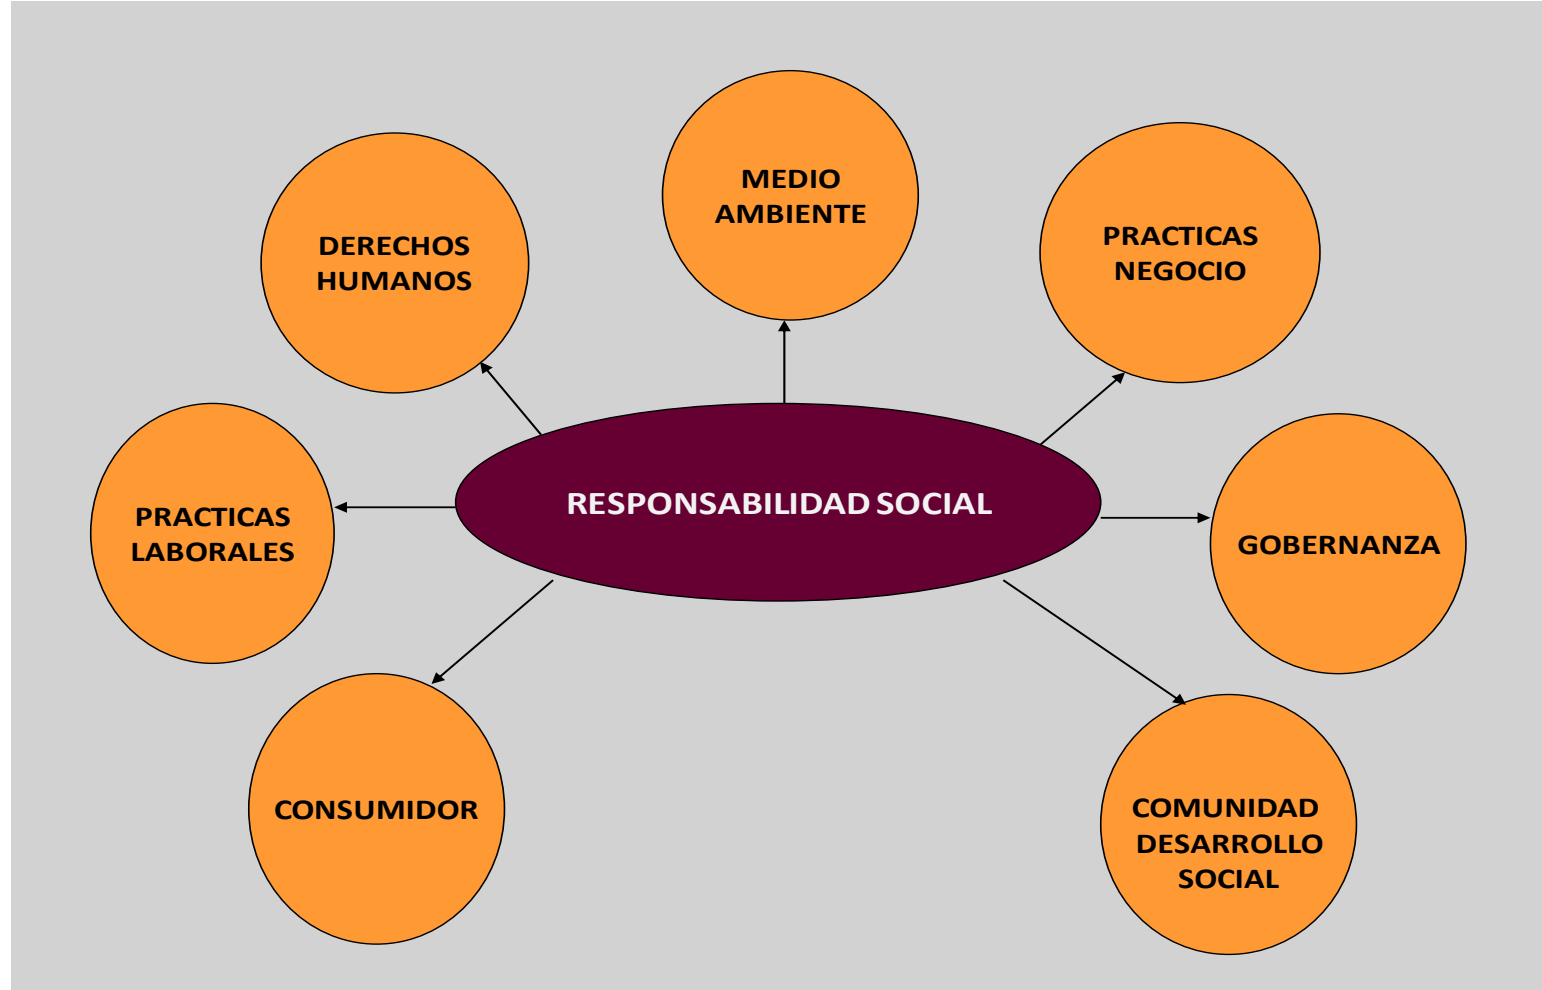 MEDIO
AMBIENTE
DERECHOS
HUMANOS
PRACTICAS
NEGOCIO
RESPONSABILIDAD SOCIAL
PRACTICAS
LABORALES
GOBERNANZA
CONSUMIDOR
COMUNIDAD
DESARROLLO
SOCIAL